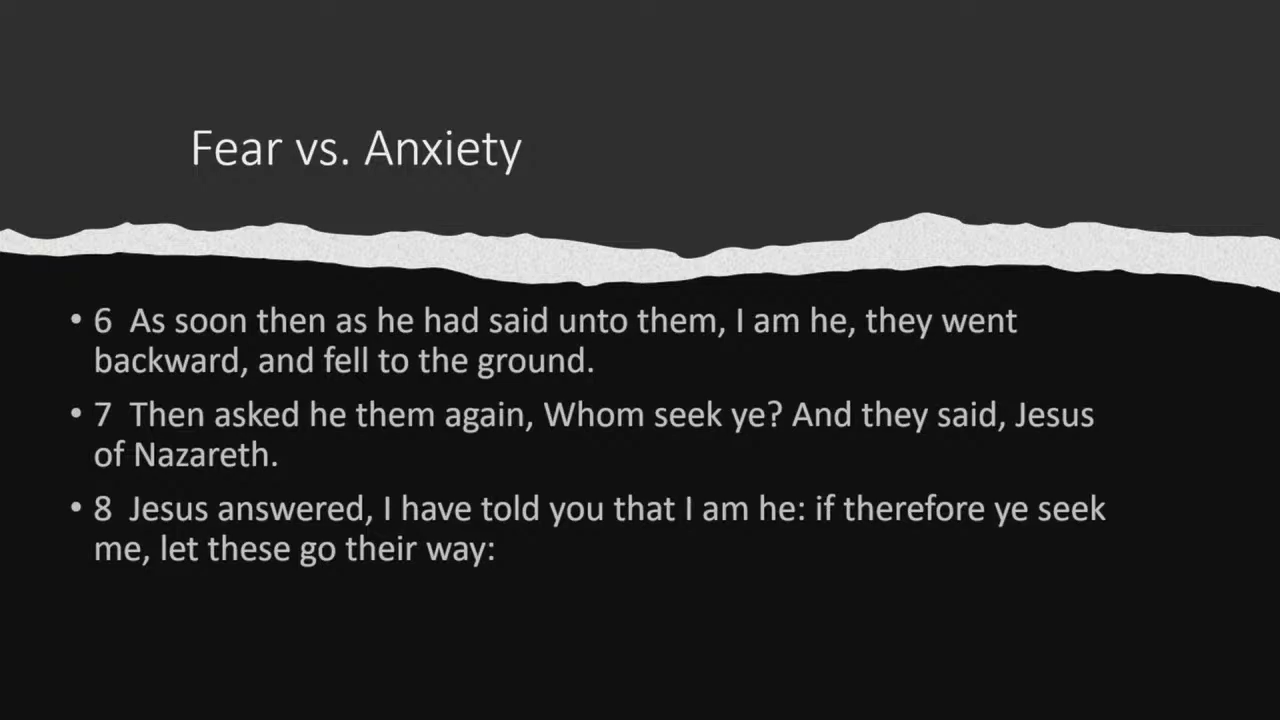 Fear vs. Anxiety
• 6  As soon then as he had said unto them, I am he, they went
backward, and fell to the ground.
• 7  Then asked he them again, Whom seek ye? And they said, Jesus
of Nazareth.
• 8  Jesus answered, I have told you that I am he: if therefore ye seek
me, let these go their way: